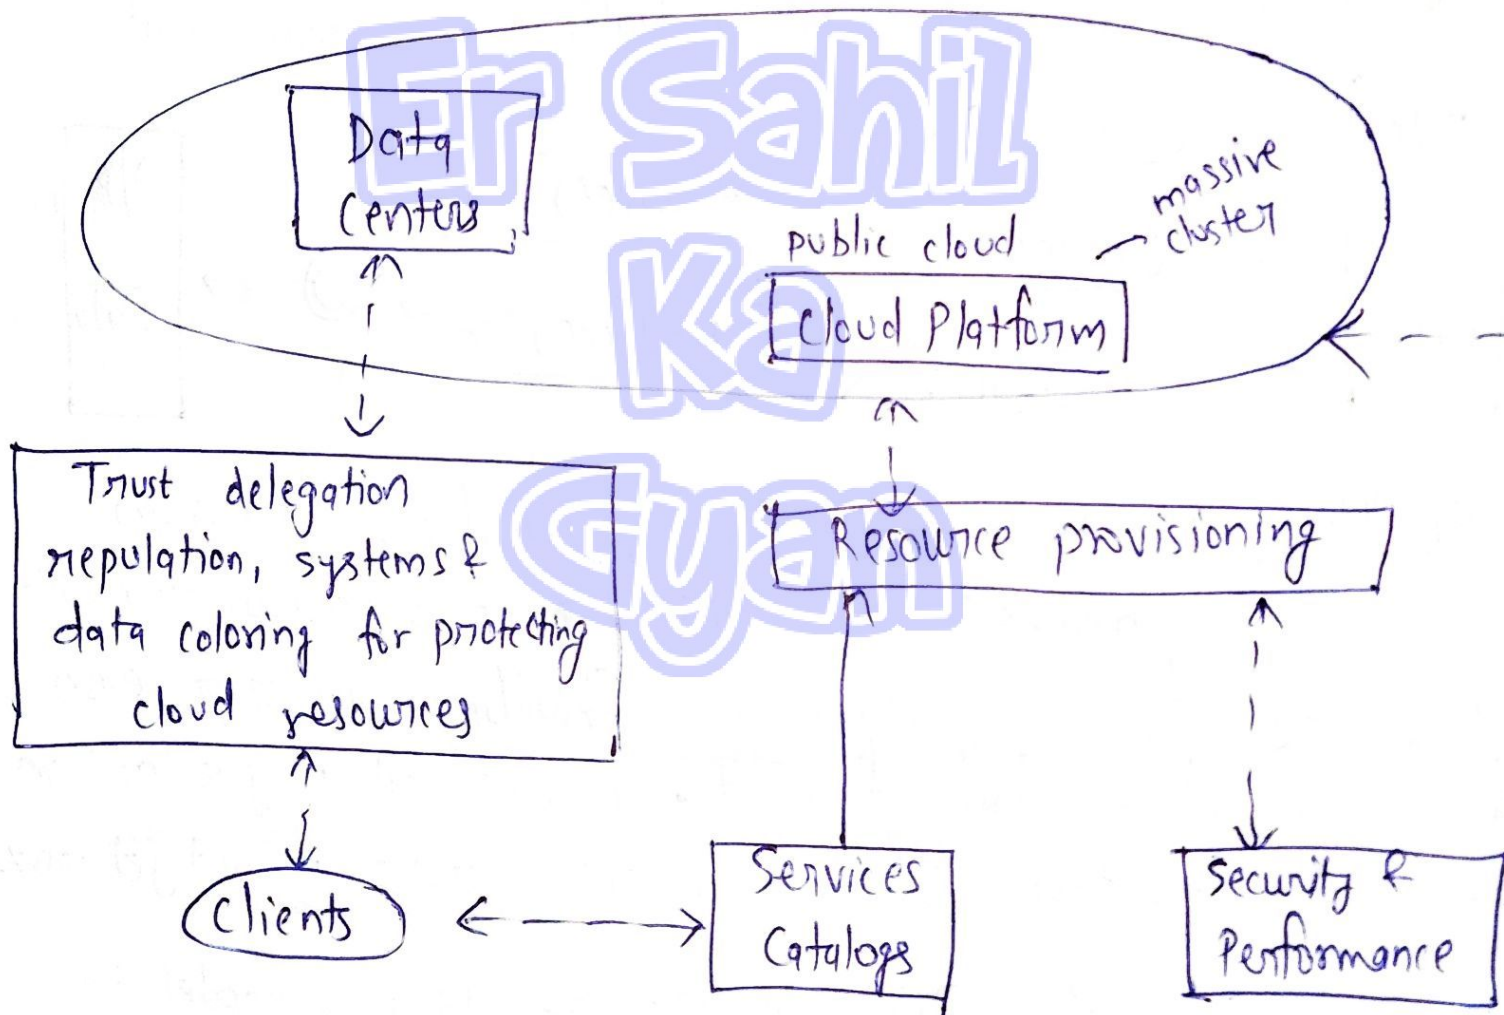 Er Sahil
Ka
Gyan
Data
Centers
massive
cluster
public cloud
Cloud Platform
Trust delegation
repulation, systems &
data coloring for protecting
cloud resources
Resource provisioning
Clients
Services
Catalogs
Security &
Performance